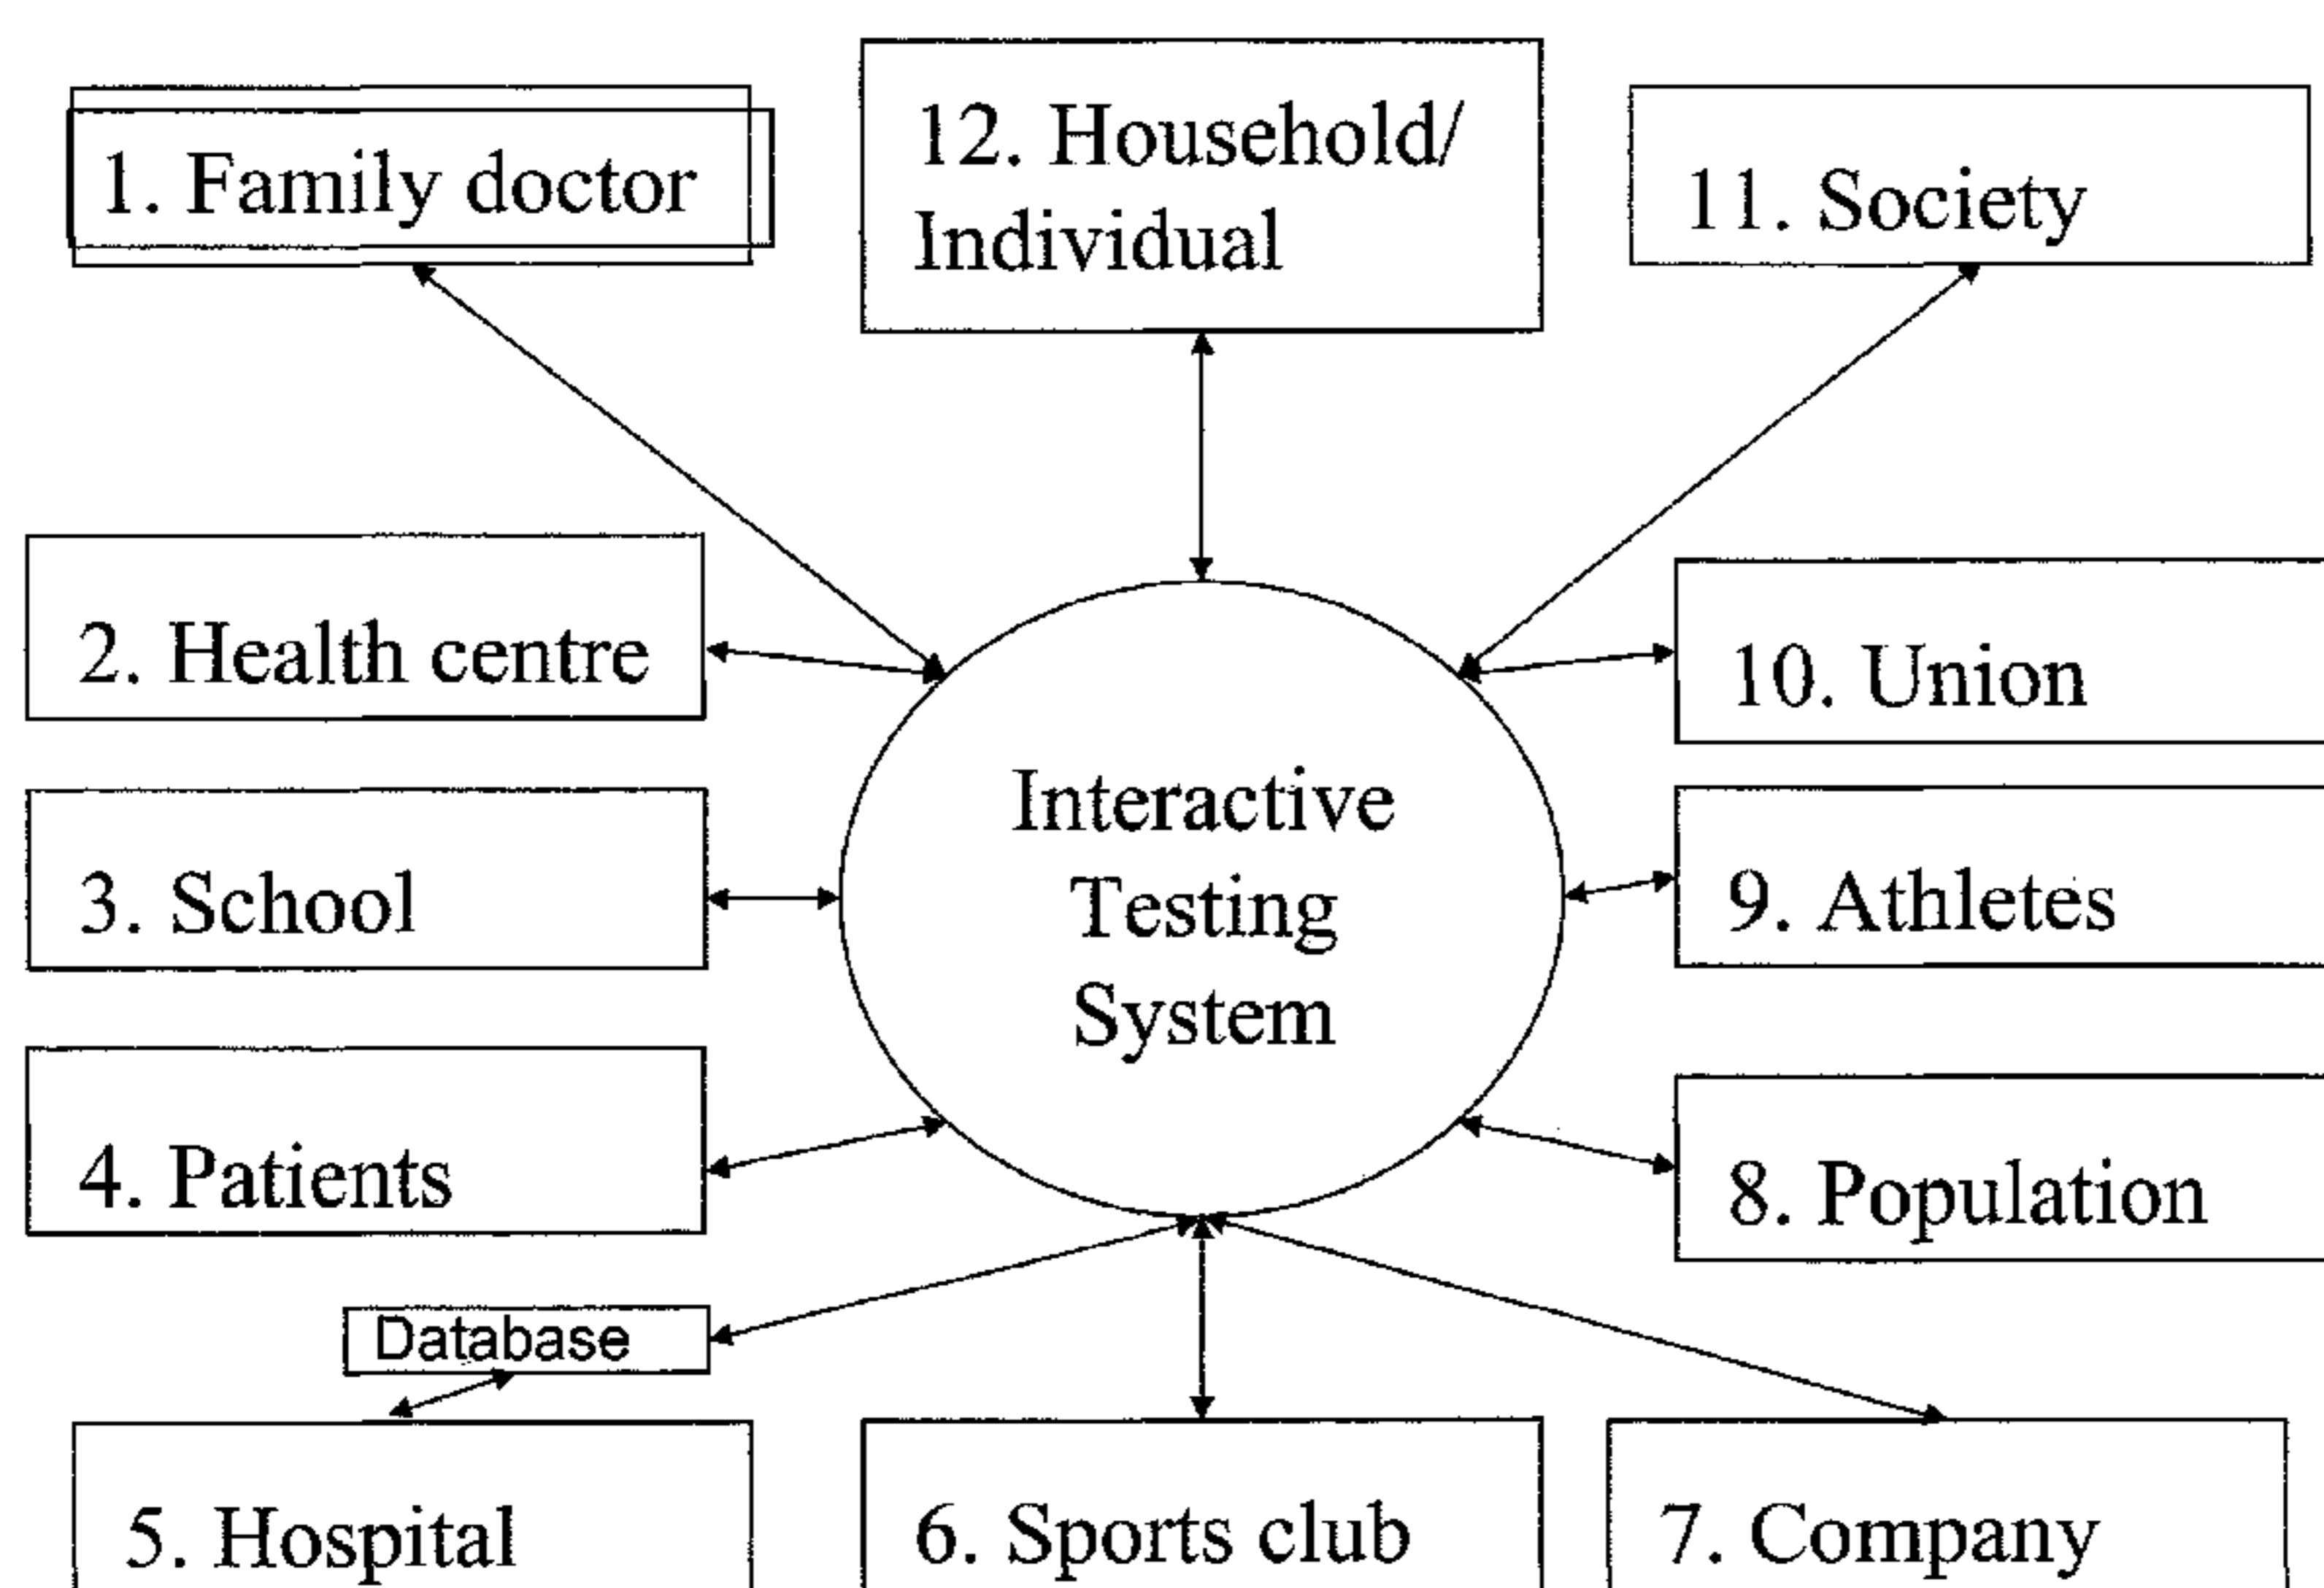 1. Family doctor
12. Household/
Individual
11. Society
2. Health centre
10. Union
Interactive
Testing
System
3. School
9. Athletes
4. Patients
8. Population
Database
5. Hospital
6. Sports club
7. Company